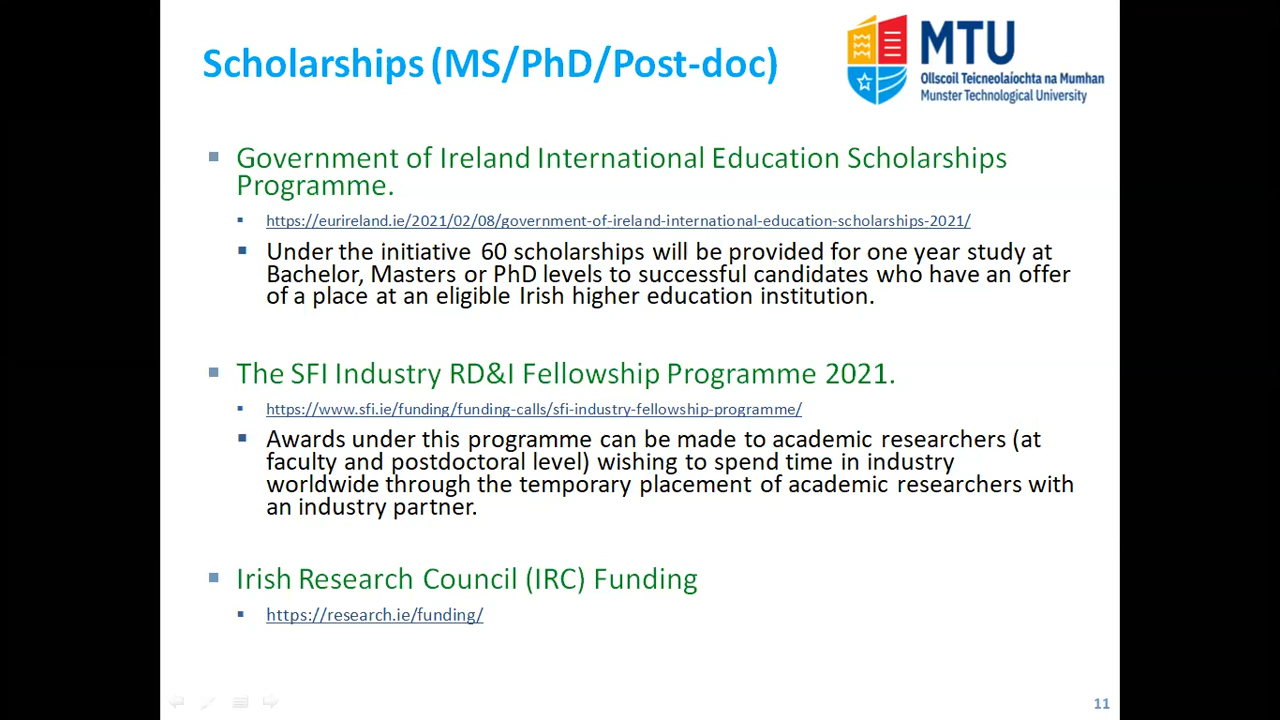 Scholarships (MS/PhD/Post-doc)
MTU
Ollscoil Teicneolaíochta na Mumhan
Munster Technological University
Government of Ireland International Education Scholarships
Programme.
https://eurireland.ie/2021/02/08/government-of-ireland-international-education-scholarships-2021/
Under the initiative 60 scholarships will be provided for one year study at
Bachelor, Masters or PhD levels to successful candidates who have an offer
of a place at an eligible Irish higher education institution.
The SFI Industry RD&I Fellowship Programme 2021.
https://www.sfi.ie/funding/funding-calls/sfi-industry-fellowship-programme/
Awards under this programme can be made to academic researchers (at
faculty and postdoctoral level) wishing to spend time in industry
worldwide through the temporary placement of academic researchers with
an industry partner.
Irish Research Council (IRC) Funding
https://research.ie/funding/
11